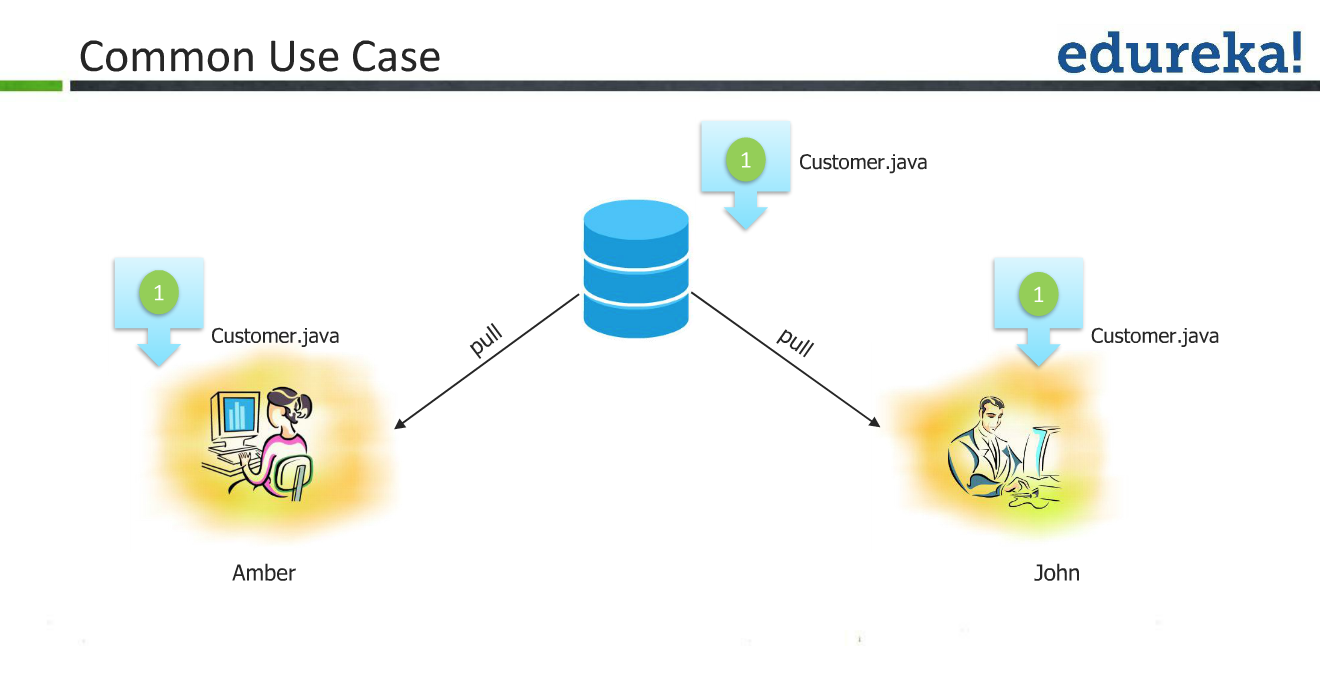 Common Use Case
edureka!
1
Customer.java
1
Customer.java
pull
pull
1
Customer.java
Amber
John